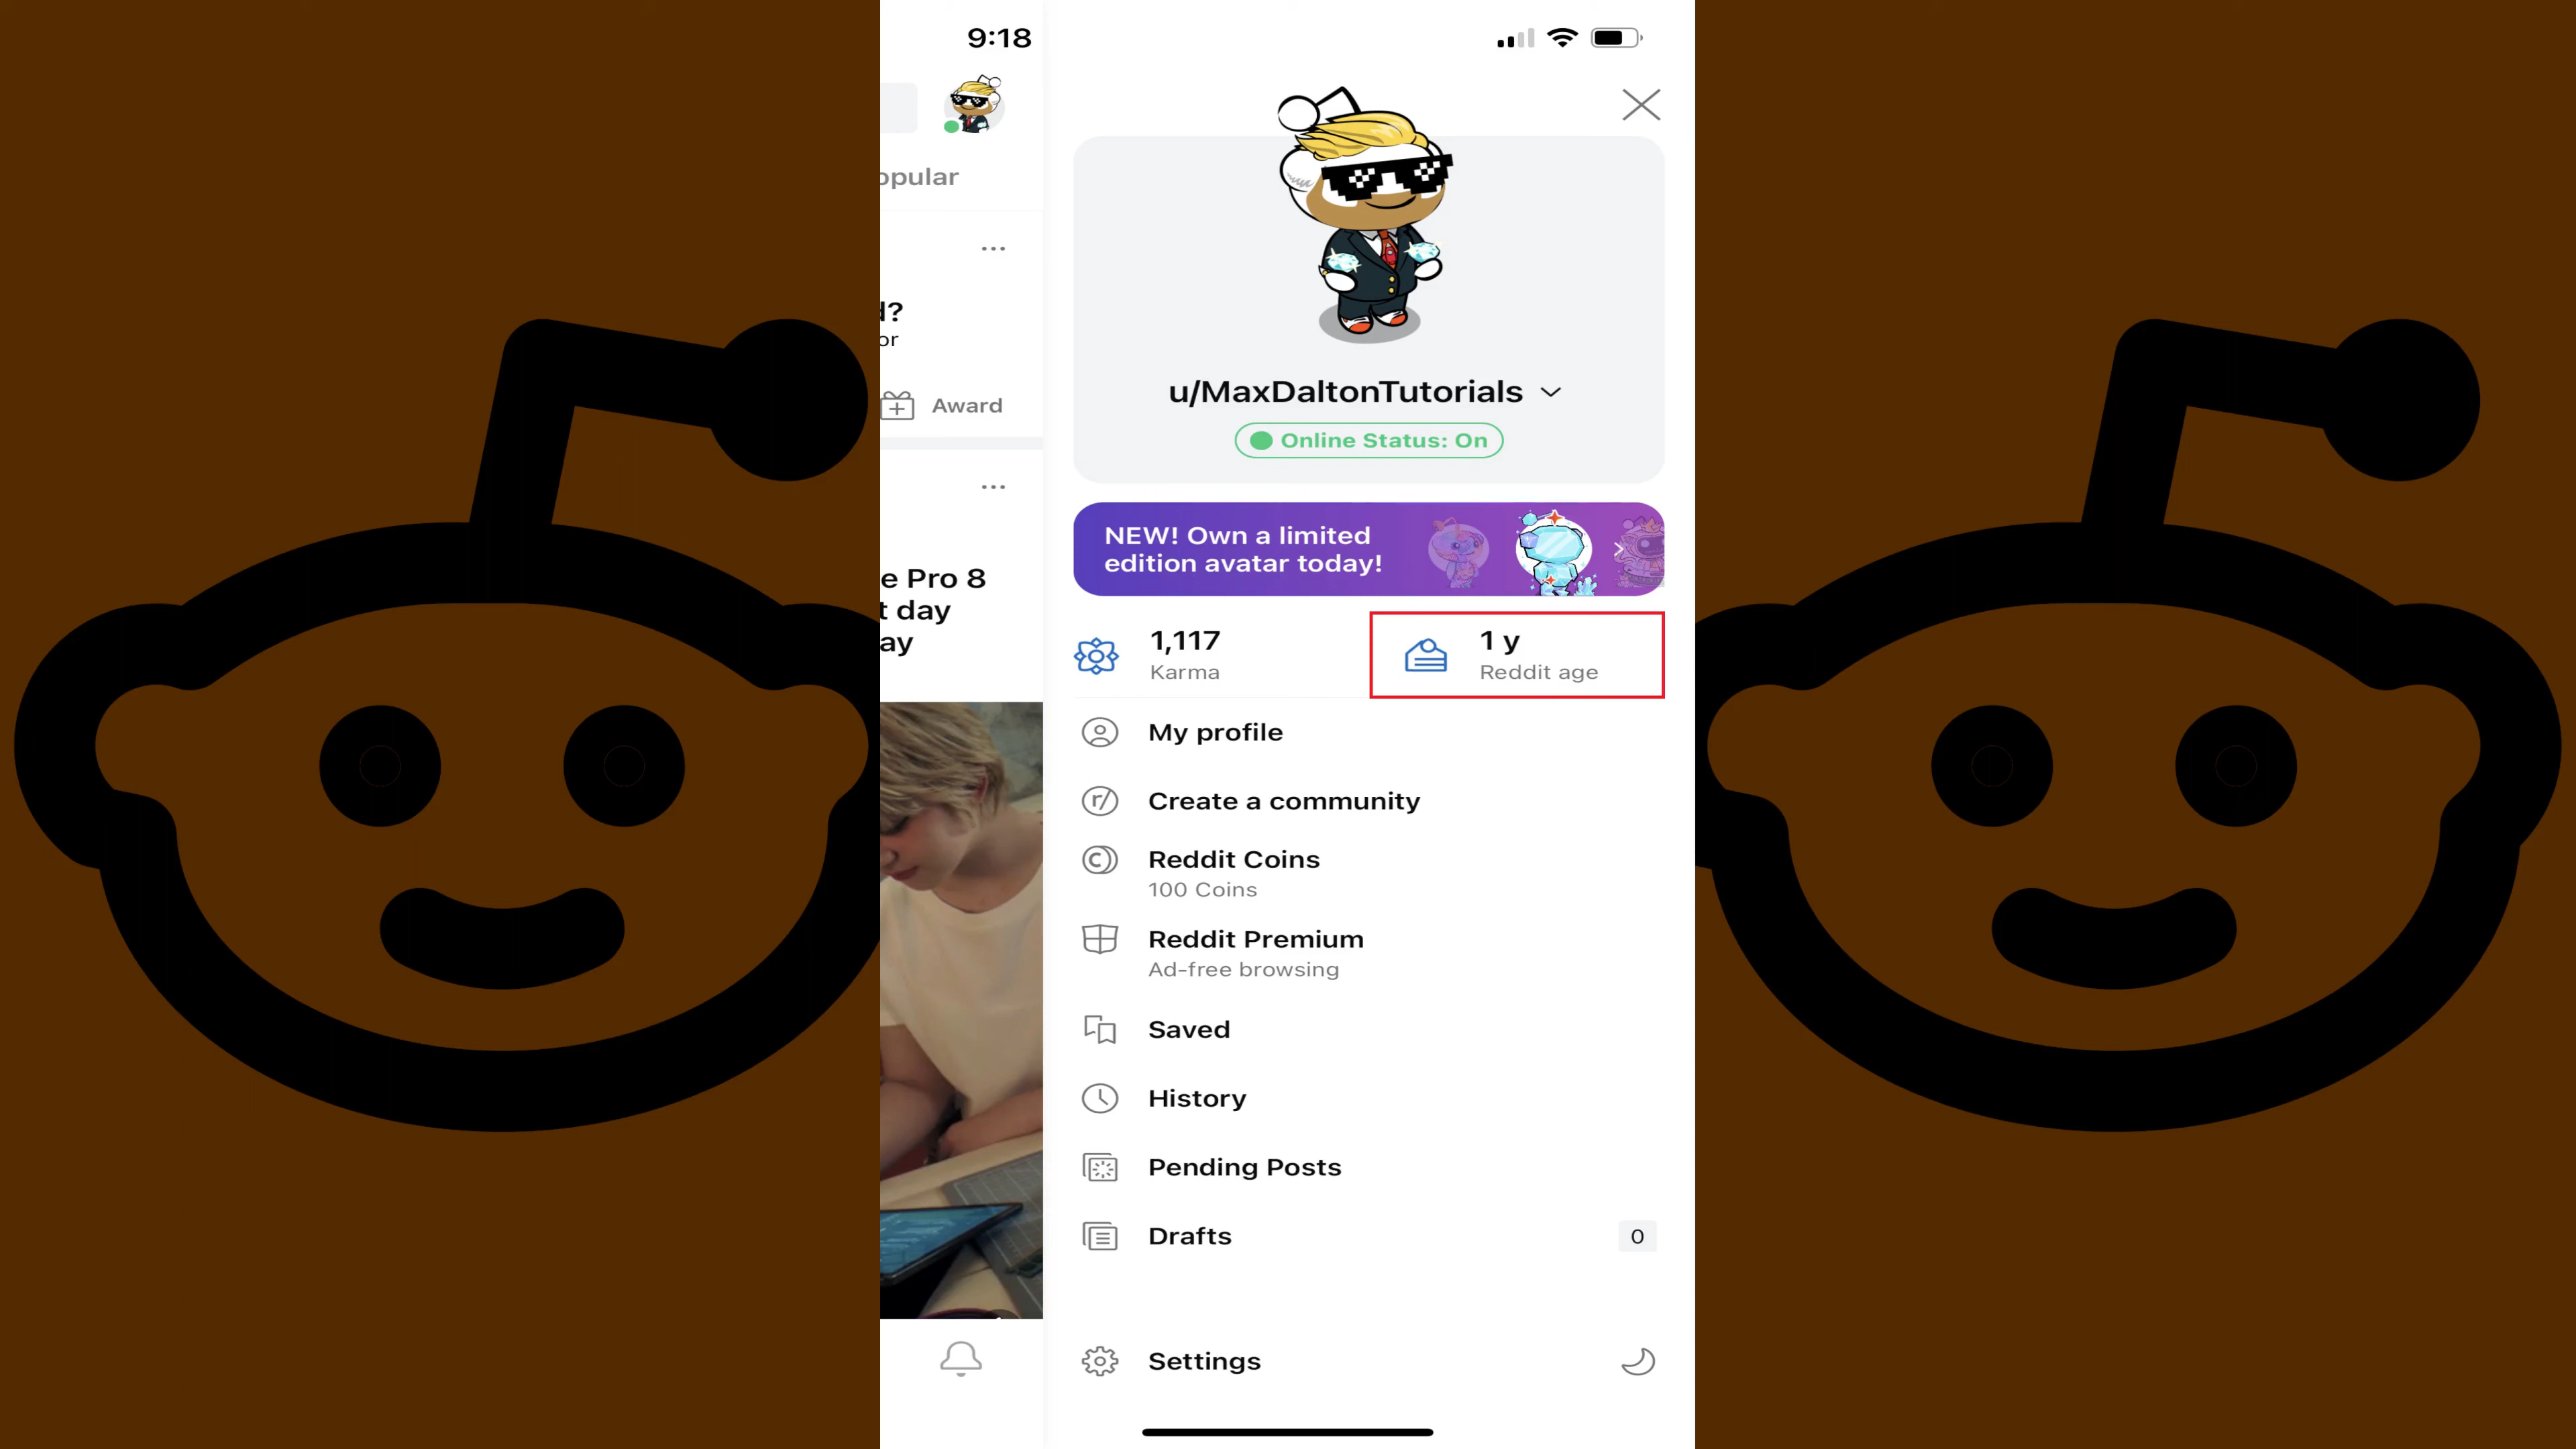 9:18
opular
d?
or
Award
e Pro 8
t day
ay
u/MaxDaltonTutorials
Online Status: On
NEW! Own a limited
edition avatar today!
1,117
Karma
1 y
Reddit age
My profile
r/
Create a community
Reddit Coins
100 Coins
Reddit Premium
Ad-free browsing
Saved
History
Pending Posts
Drafts
0
Settings